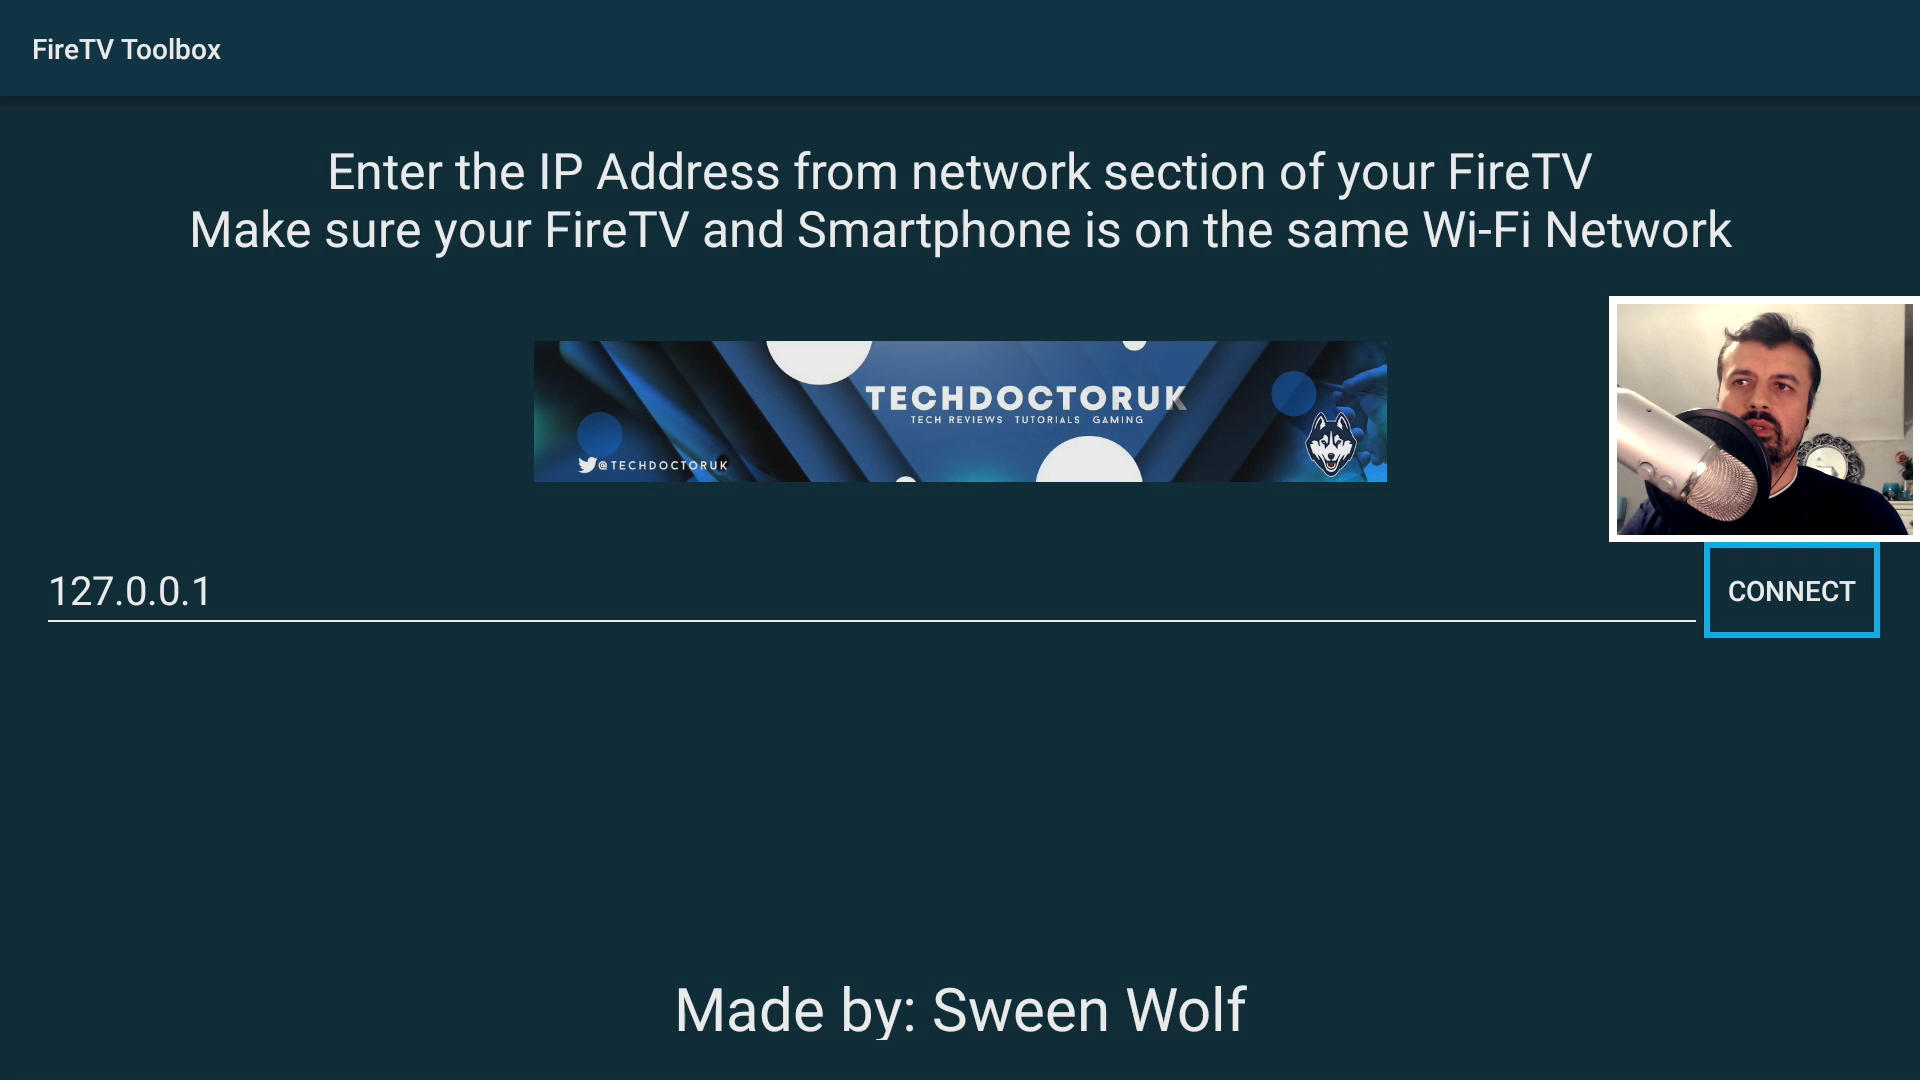 FireTV Toolbox
Enter the IP Address from network section of your FireTV
Make sure your FireTV and Smartphone is on the same Wi-Fi Network
TECHDOCTORUK
TECH REVIEWS TUTORIALS GAMING
@TECHDOCTORUK
127.0.0.1
CONNECT
Made by: Sween Wolf